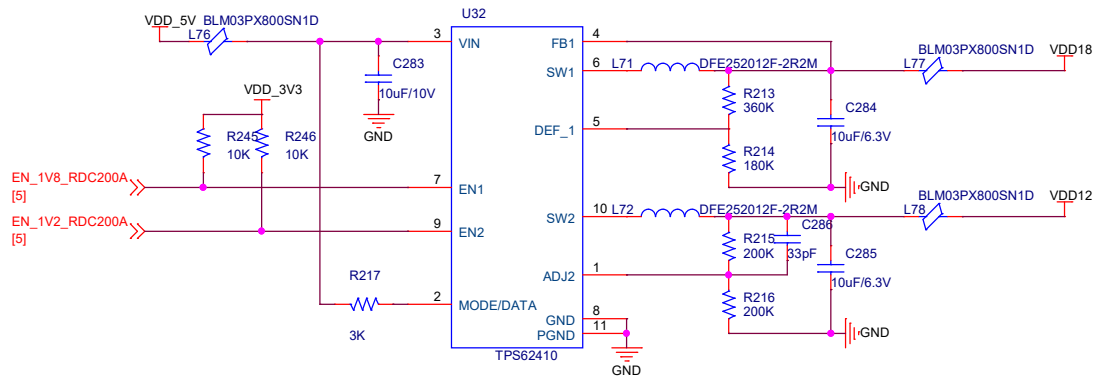 U32
VDD_5V
BLM03PX800SN1D
L76
3
VIN
FB1
4
C283
10uF/10V
GND
SW1
6
L71
DFE252012F-2R2M
L77
BLM03PX800SN1D
VDD18
R213
360K
C284
10uF/6.3V
DEF_1
5
R214
180K
GND
VDD_3V3
R245
10K
R246
10K
EN_1V8_RDC200A
[5]
7
EN1
EN_1V2_RDC200A
[5]
9
EN2
SW2
10
L72
DFE252012F-2R2M
L78
BLM03PX800SN1D
VDD12
R215
200K
C286
33pF
C285
10uF/6.3V
ADJ2
1
R216
200K
GND
R217
3K
2
MODE/DATA
GND
8
PGND
11
GND
TPS62410